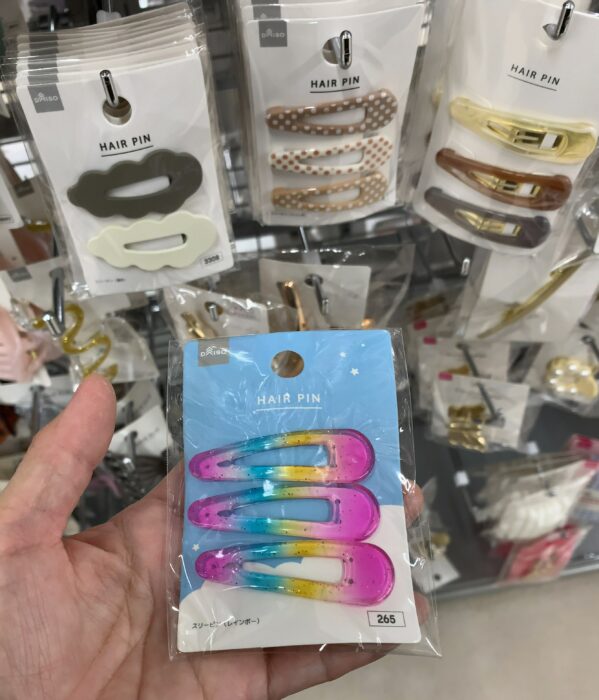 DAISO
HAIR PIN
330R
DAISO
HAIR PIN
HAIR PIN
DAISO
HAIR PIN
スリーピン(レインボー)
265